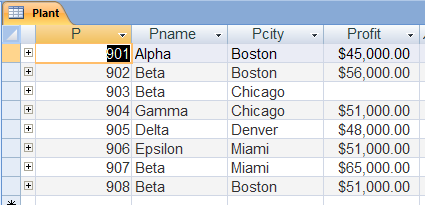 Plant
P Pname Pcity Profit
901 Alpha Boston $45,000.00
902 Beta Boston $56,000.00
903 Beta Chicago
904 Gamma Chicago $51,000.00
905 Delta Denver $48,000.00
906 Epsilon Miami $51,000.00
907 Beta Miami $65,000.00
908 Beta Boston $51,000.00